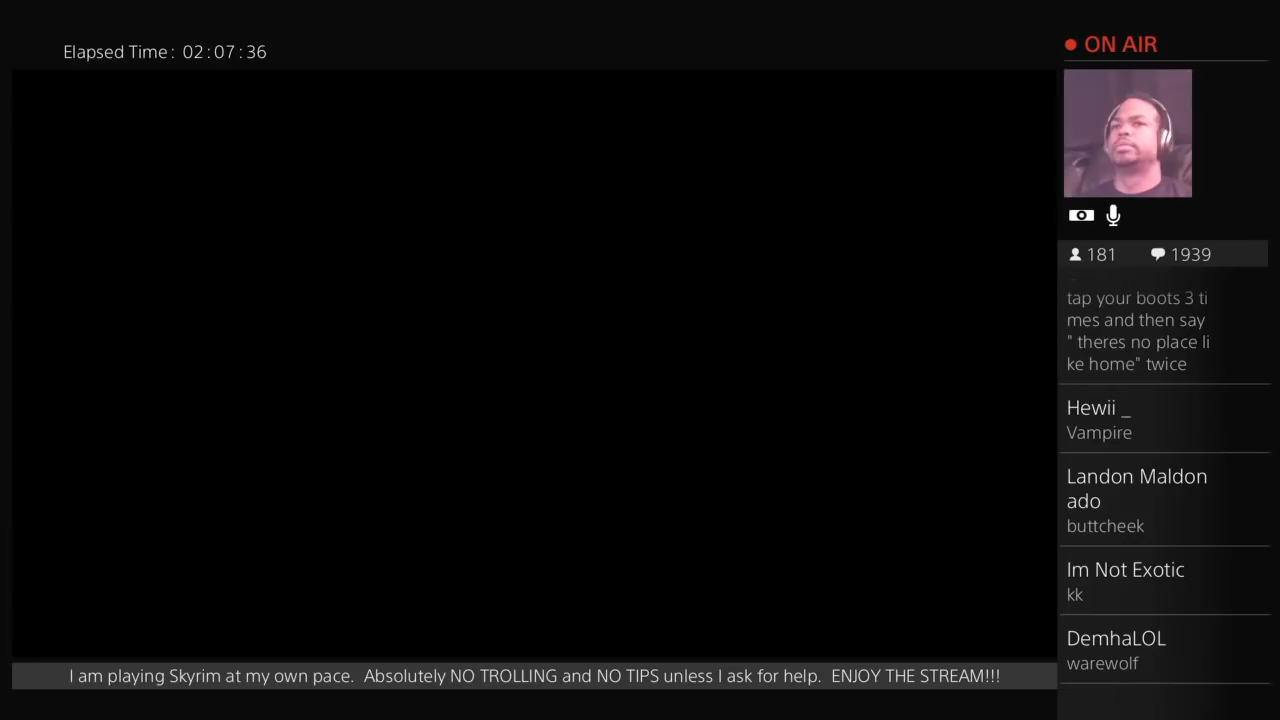 Elapsed Time: 02:07:36
ON AIR
181 1939
tap your boots 3 ti
mes and then say
" theres no place li
ke home" twice
Hewii _
Vampire
Landon Maldon
ado
buttcheek
Im Not Exotic
kk
DemhaLOL
warewolf
I am playing Skyrim at my own pace. Absolutely NO TROLLING and NO TIPS unless I ask for help. ENJOY THE STREAM!!!